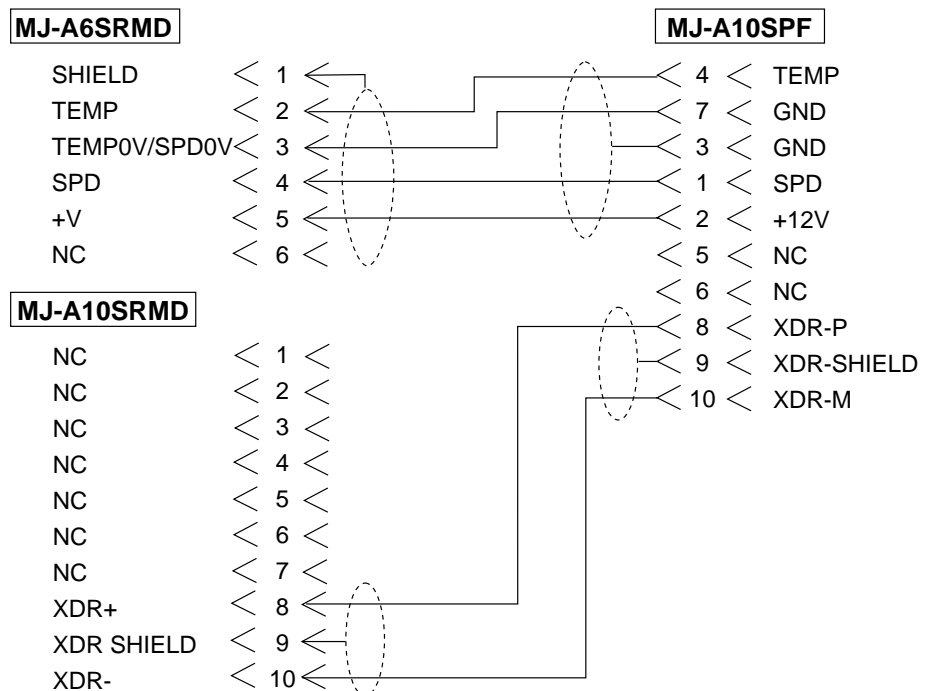 MJ-A6SRMD
SHIELD 1
TEMP 2
TEMP0V/SPD0V 3
SPD 4
+V 5
NC 6
MJ-A10SRMD
NC 1
NC 2
NC 3
NC 4
NC 5
NC 6
NC 7
XDR+ 8
XDR SHIELD 9
XDR- 10
MJ-A10SPF
4 TEMP
7 GND
3 GND
1 SPD
2 +12V
5 NC
6 NC
8 XDR-P
9 XDR-SHIELD
10 XDR-M